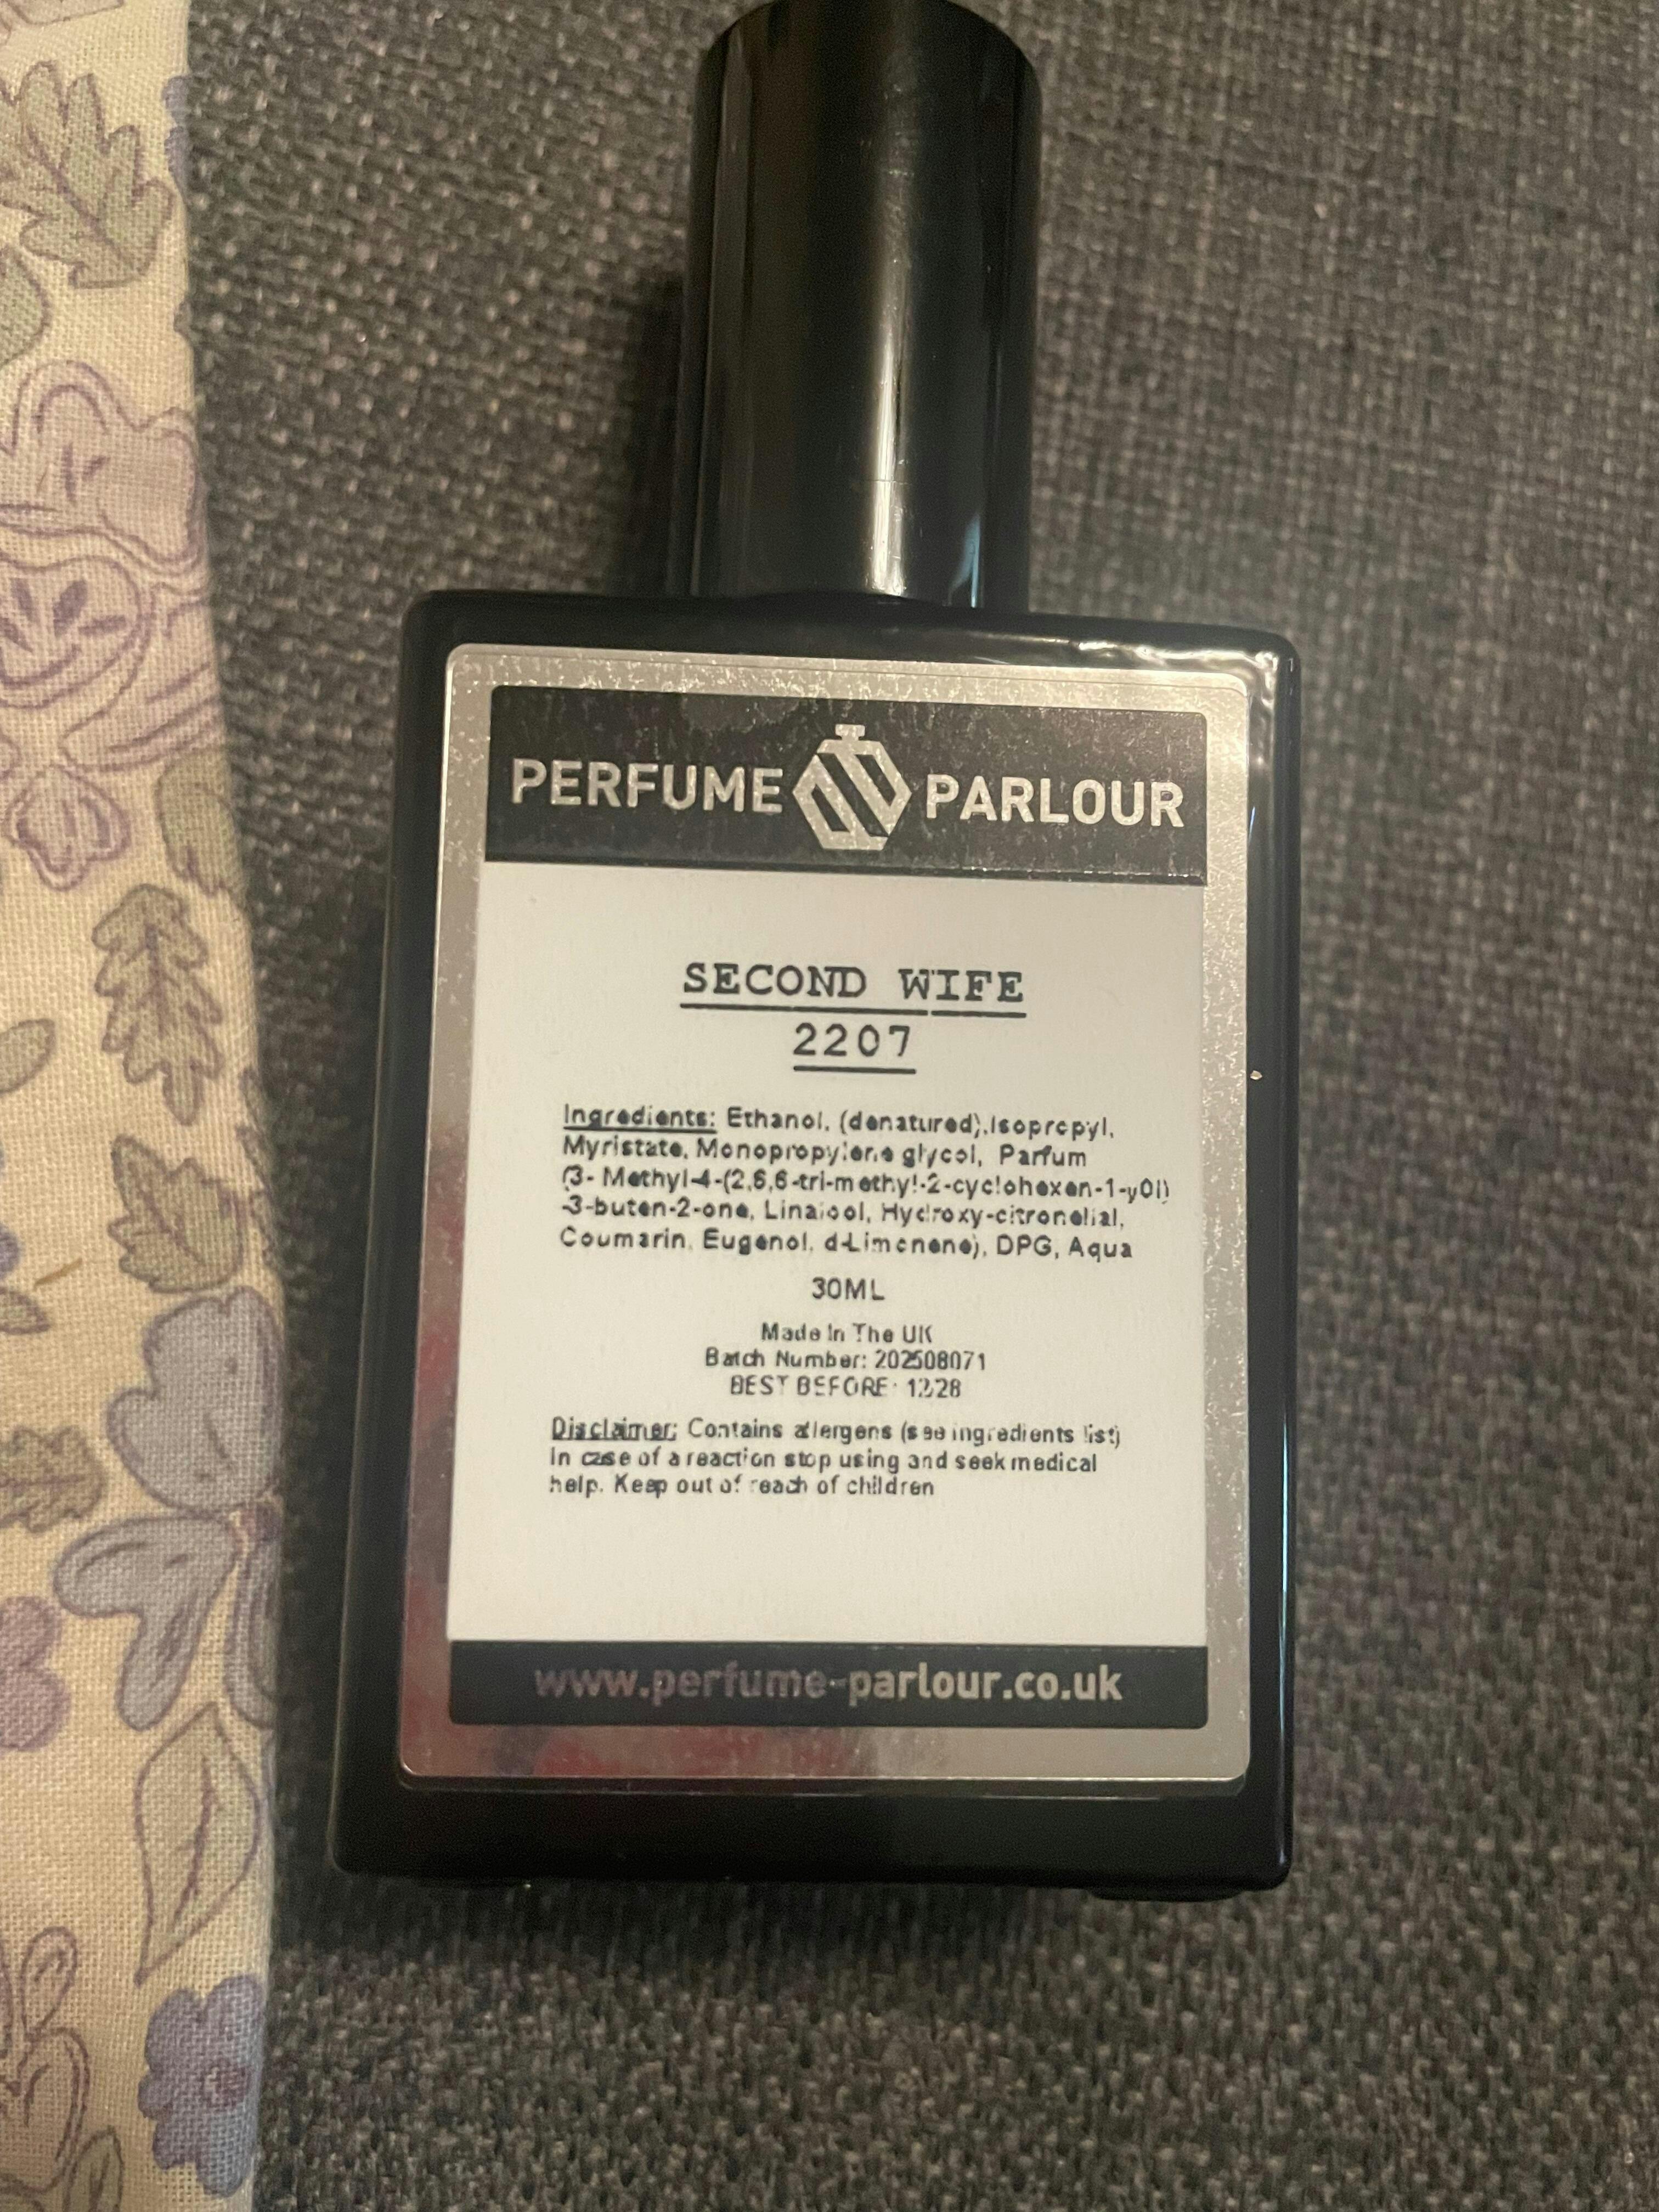 PERFUME PARLOUR
SECOND WIFE
2207
Ingredients: Ethanol, (denatured),Isopropyl,
Myristate, Monopropylene glycol, Parfum
(3- Methyl-4-(2,6,6-tri-methyl-2-cyclohexen-1-yOl)
-3-buten-2-one, Linalool, Hydroxy-citronellal,
Coumarin, Eugenol, d-Limonene), DPG, Aqua
30ML
Made In The UK
Batch Number: 202508071
BEST BEFORE: 12/28
Disclaimer: Contains allergens (see ingredients list)
In case of a reaction stop using and seek medical
help. Keep out of reach of children
www.perfume-parlour.co.uk